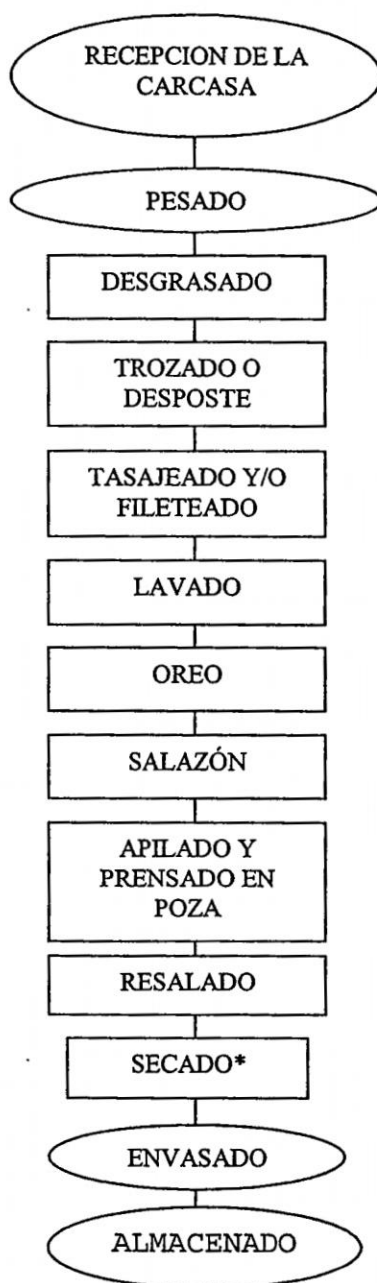 RECEPCION DE LA
CARCASA
PESADO
DESGRASADO
TROZADO O
DESPOSTE
TASAJEADO Y/O
FILETEADO
LAVADO
OREO
SALAZÓN
APILADO Y
PRENSADO EN
POZA
RESALADO
SECADO*
ENVASADO
ALMACENADO